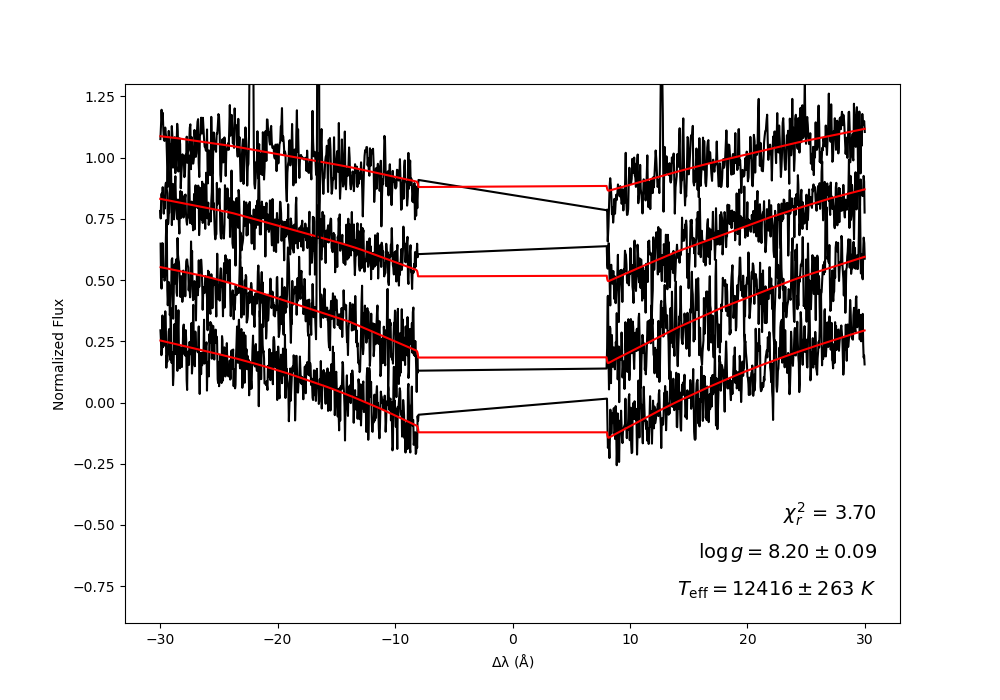 1.25
1.00
0.75
0.50
0.25
0.00
−0.25
−0.50
−0.75
Normalized Flux
χ²ᵣ = 3.70
log g = 8.20 ± 0.09
T_eff = 12416 ± 263 K
−30 −20 −10 0 10 20 30
Δλ (Å)